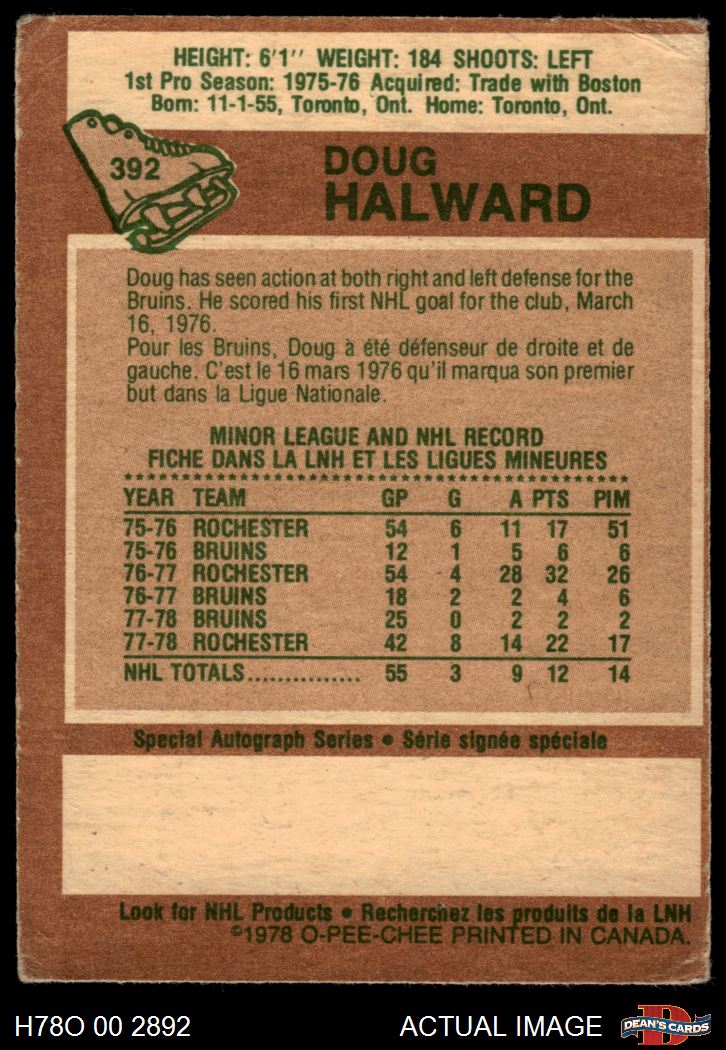 HEIGHT: 6'1'' WEIGHT: 184 SHOOTS: LEFT
1st Pro Season: 1975-76 Acquired: Trade with Boston
Born: 11-1-55, Toronto, Ont. Home: Toronto, Ont.
392
DOUG
HALWARD
Doug has seen action at both right and left defense for the
Bruins. He scored his first NHL goal for the club, March
16, 1976.
Pour les Bruins, Doug à été défenseur de droite et de
gauche. C'est le 16 mars 1976 qu'il marqua son premier
but dans la Ligue Nationale.
MINOR LEAGUE AND NHL RECORD
FICHE DANS LA LNH ET LES LIGUES MINEURES
YEAR TEAM GP G A PTS PIM
75-76 ROCHESTER 54 6 11 17 51
75-76 BRUINS 12 1 5 6 6
76-77 ROCHESTER 54 4 28 32 26
76-77 BRUINS 18 2 2 4 6
77-78 BRUINS 25 0 2 2 2
77-78 ROCHESTER 42 8 14 22 17
NHL TOTALS............... 55 3 9 12 14
Special Autograph Series • Série signée spéciale
Look for NHL Products • Recherchez les produits de la LNH
©1978 O-PEE-CHEE PRINTED IN CANADA.
H78O 00 2892 ACTUAL IMAGE D DEAN'S CARDS